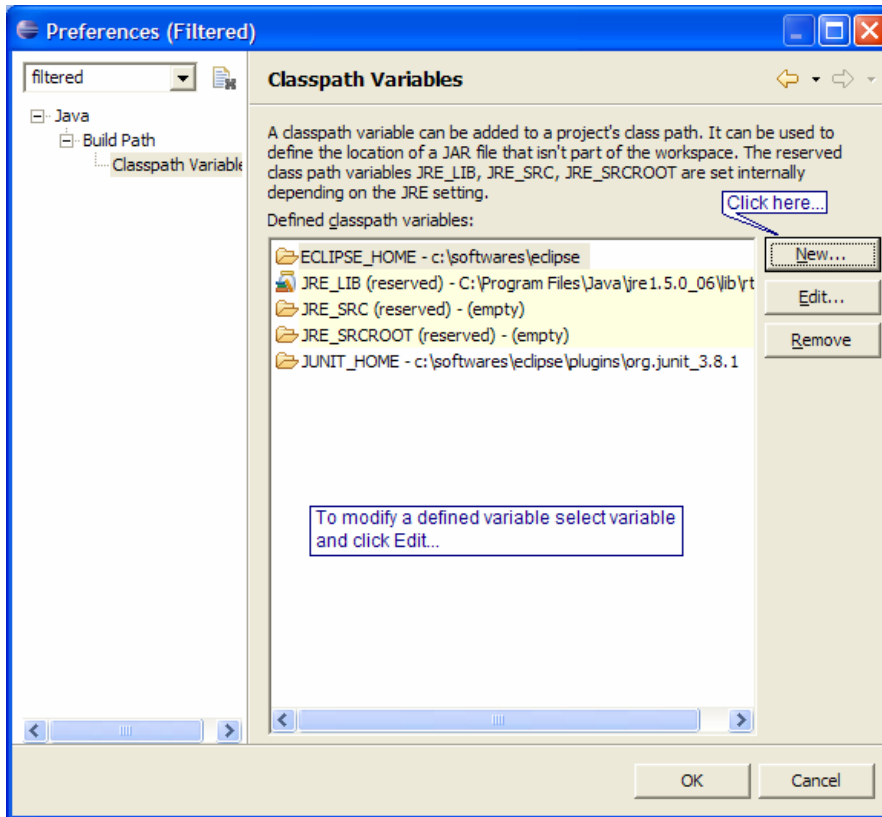 Preferences (Filtered)
filtered
Java
Build Path
Classpath Variable
Classpath Variables
A classpath variable can be added to a project's class path. It can be used to
define the location of a JAR file that isn't part of the workspace. The reserved
class path variables JRE_LIB, JRE_SRC, JRE_SRCROOT are set internally
depending on the JRE setting.
Click here...
Defined classpath variables:
ECLIPSE_HOME - c:\softwares\eclipse
JRE_LIB (reserved) - C:\Program Files\Java\jre1.5.0_06\lib\rt
JRE_SRC (reserved) - (empty)
JRE_SRCROOT (reserved) - (empty)
JUNIT_HOME - c:\softwares\eclipse\plugins\org.junit_3.8.1
New...
Edit...
Remove
To modify a defined variable select variable
and click Edit...
OK
Cancel